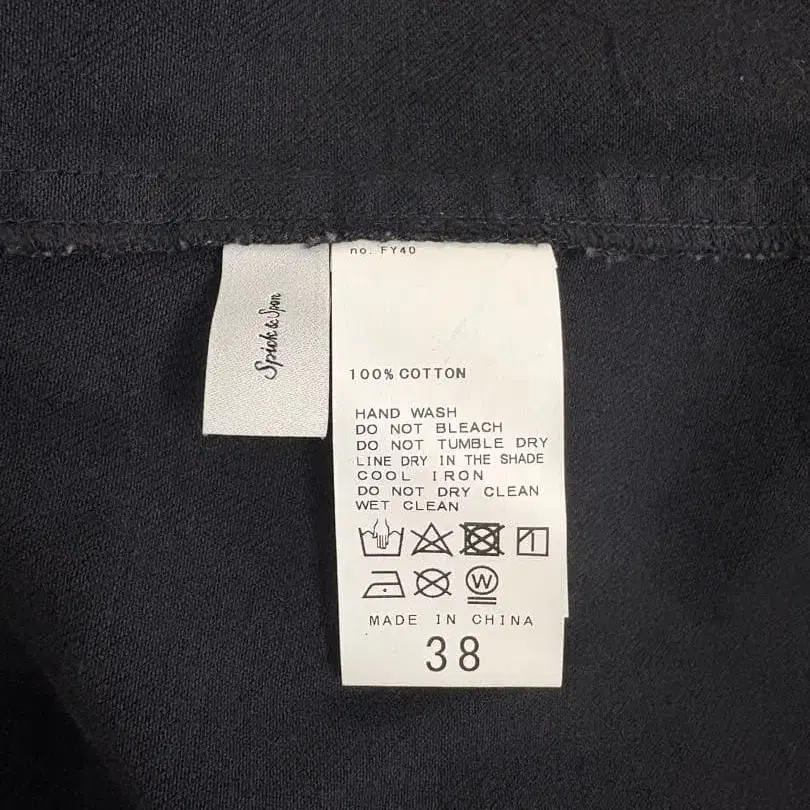 Spick & Span
no. FY40
100% COTTON
HAND WASH
DO NOT BLEACH
DO NOT TUMBLE DRY
LINE DRY IN THE SHADE
COOL IRON
DO NOT DRY CLEAN
WET CLEAN
W
MADE IN CHINA
38